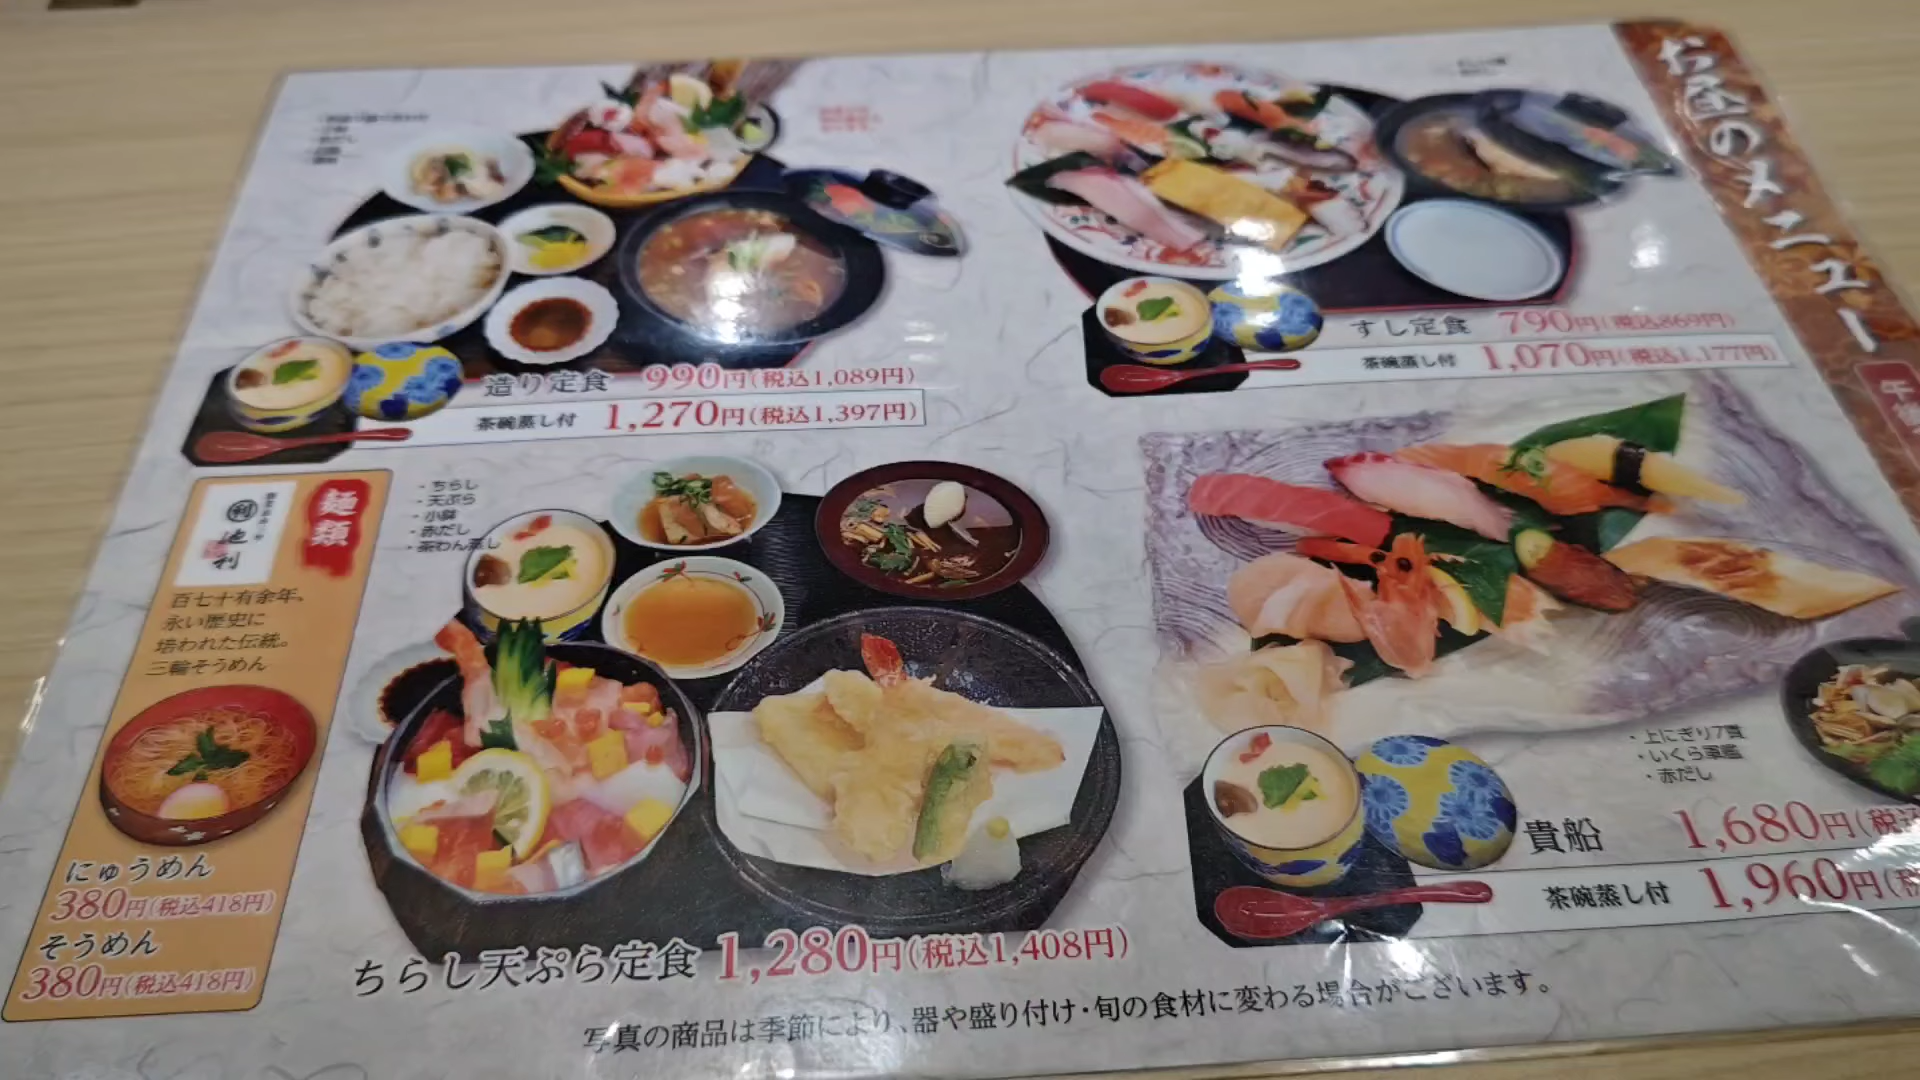 お昼のメニュー
午後
造り定食 990円(税込1,089円)
茶碗蒸し付 1,270円(税込1,397円)
すし定食 790円(税込869円)
茶碗蒸し付 1,070円(税込1,177円)
麺類
利
池利
百七十有余年、
永い歴史に
培われた伝統。
三輪そうめん
にゅうめん
380円(税込418円)
そうめん
380円(税込418円)
・ちらし
・天ぷら
・小鉢
・赤だし
・茶わん蒸し
ちらし天ぷら定食 1,280円(税込1,408円)
・上にぎり7貫
・いくら軍艦
・赤だし
貴船 1,680円(税込
茶碗蒸し付 1,960円(税
写真の商品は季節により、器や盛り付け・旬の食材に変わる場合がございます。